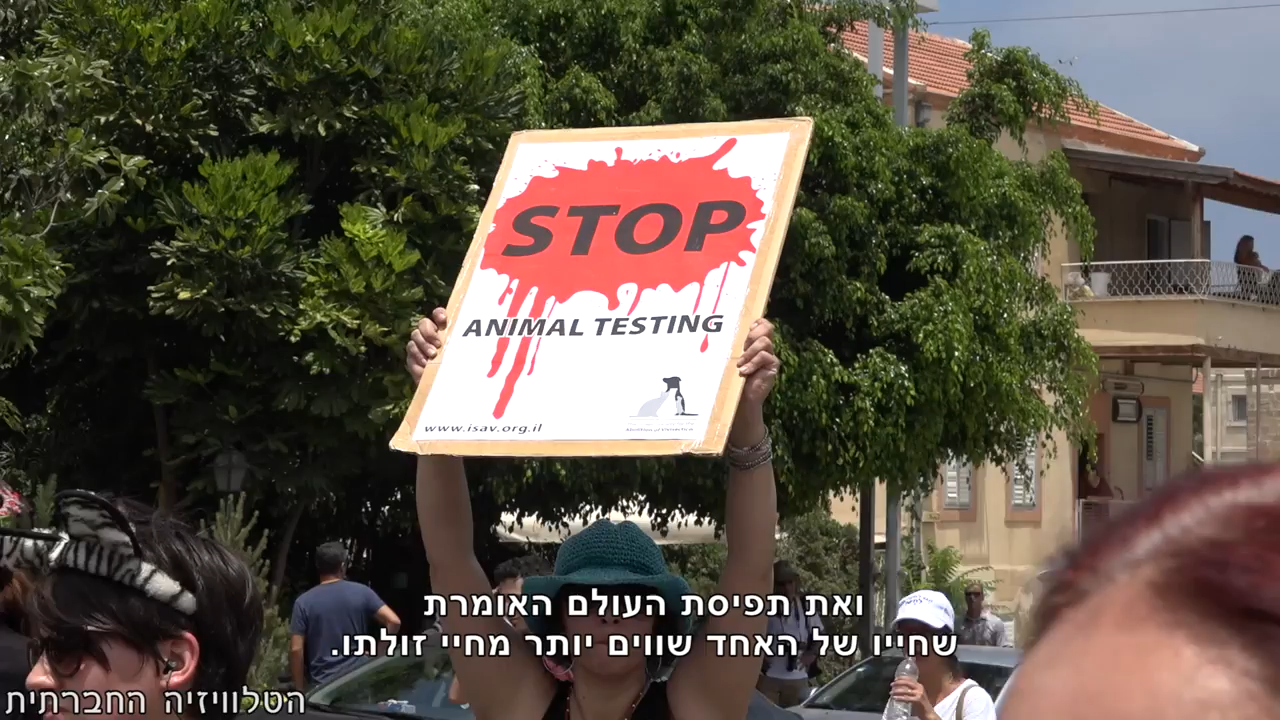 STOP
ANIMAL TESTING
www.isav.org.il
ואת תפיסת העולם האומרת
שחייו של האחד שווים יותר מחיי זולתו.
הטלוויזיה החברתית